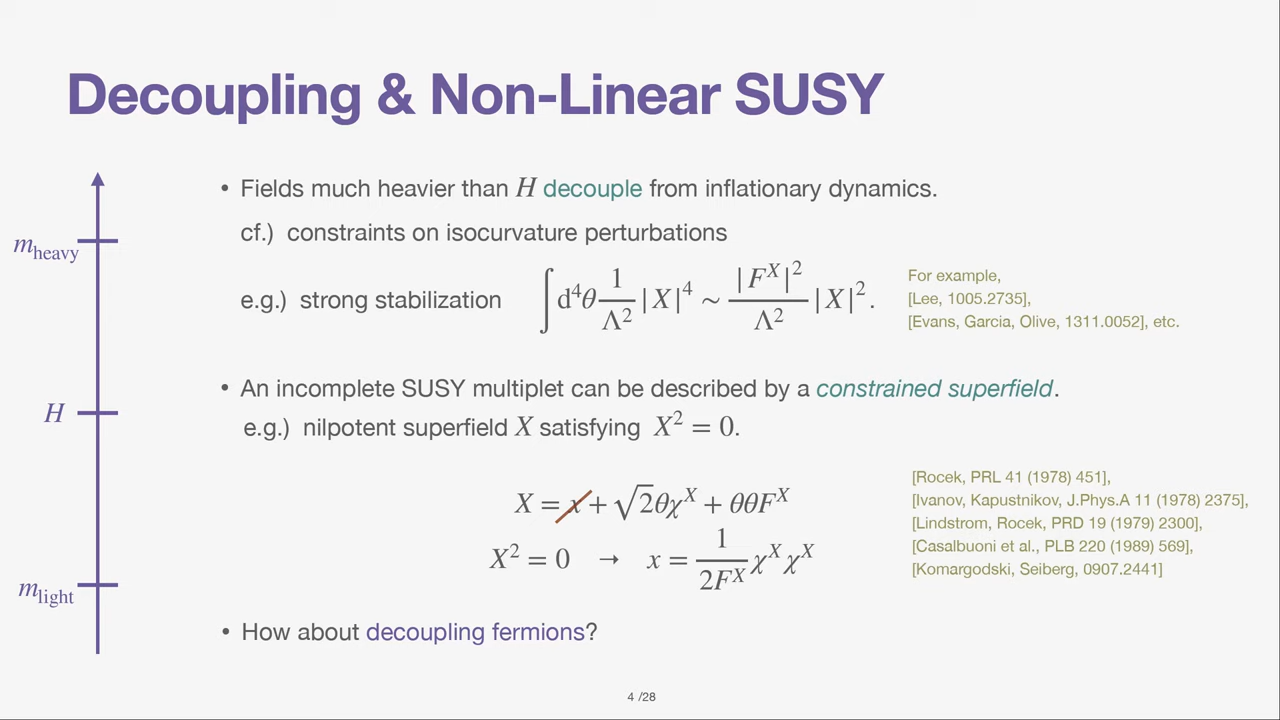 Decoupling & Non-Linear SUSY
• Fields much heavier than H decouple from inflationary dynamics.
cf.) constraints on isocurvature perturbations
e.g.) strong stabilization ∫d⁴θ 1/Λ² |X|⁴ ~ |F^X|²/Λ² |X|².
For example,
[Lee, 1005.2735],
[Evans, Garcia, Olive, 1311.0052], etc.
• An incomplete SUSY multiplet can be described by a constrained superfield.
e.g.) nilpotent superfield X satisfying X² = 0.
X = x + √2θχ^X + θθF^X
X² = 0 → x = 1/(2F^X) χ^X χ^X
[Rocek, PRL 41 (1978) 451],
[Ivanov, Kapustnikov, J.Phys.A 11 (1978) 2375],
[Lindstrom, Rocek, PRD 19 (1979) 2300],
[Casalbuoni et al., PLB 220 (1989) 569],
[Komargodski, Seiberg, 0907.2441]
• How about decoupling fermions?
m_heavy
H
m_light
4 /28